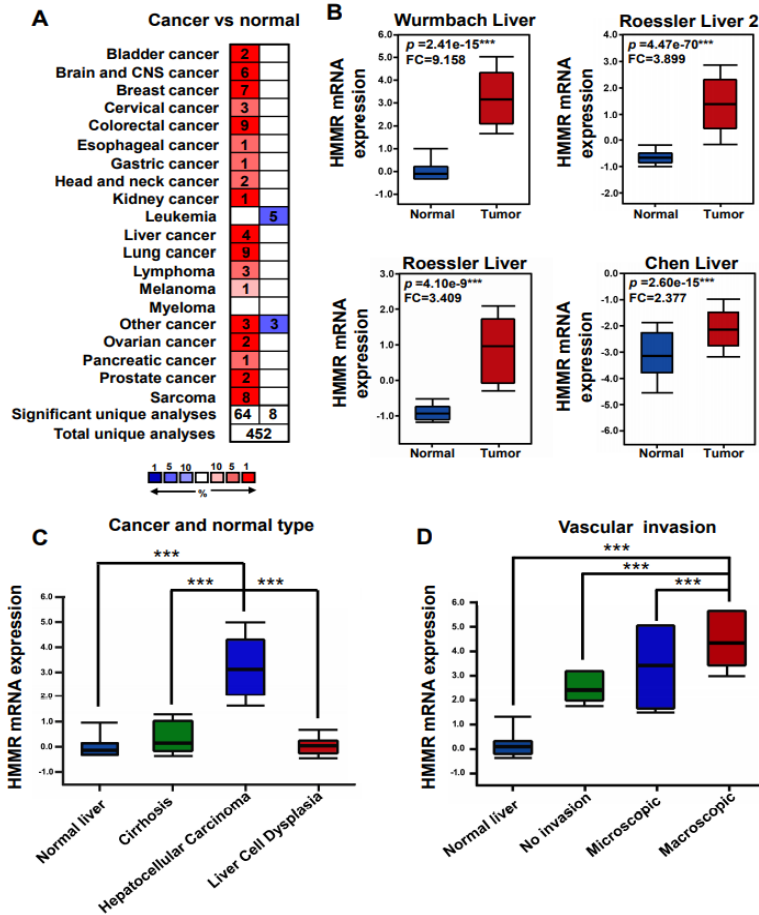 A
Cancer vs normal
Bladder cancer 2
Brain and CNS cancer 6
Breast cancer 7
Cervical cancer 3
Colorectal cancer 9
Esophageal cancer 1
Gastric cancer 1
Head and neck cancer 2
Kidney cancer 1
Leukemia 5
Liver cancer 4
Lung cancer 9
Lymphoma 3
Melanoma 1
Myeloma
Other cancer 3 3
Ovarian cancer 2
Pancreatic cancer 1
Prostate cancer 2
Sarcoma 8
Significant unique analyses 64 8
Total unique analyses 452
1 5 10 10 5 1
%
B
Wurmbach Liver
HMMR mRNA
expression
p =2.41e-15***
FC=9.158
6.0
5.0
4.0
3.0
2.0
1.0
0.0
-1.0
Normal Tumor
Roessler Liver 2
HMMR mRNA
expression
p =4.47e-70***
FC=3.899
4.0
3.0
2.0
1.0
0.0
-1.0
-2.0
Normal Tumor
Roessler Liver
HMMR mRNA
expression
p =4.10e-9***
FC=3.409
3.0
2.0
1.0
0.0
-1.0
Normal Tumor
Chen Liver
HMMR mRNA
expression
p =2.60e-15***
FC=2.377
0.0
-1.0
-2.0
-3.0
-4.0
-5.0
-6.0
Normal Tumor
C
Cancer and normal type
*** *** ***
HMMR mRNA expression
6.0
5.0
4.0
3.0
2.0
1.0
0.0
-1.0
Normal liver
Cirrhosis
Hepatocellular Carcinoma
Liver Cell Dysplasia
D
Vascular invasion
***
***
***
HMMR mRNA expression
6.0
5.0
4.0
3.0
2.0
1.0
0.0
-1.0
Normal liver
No invasion
Microscopic
Macroscopic